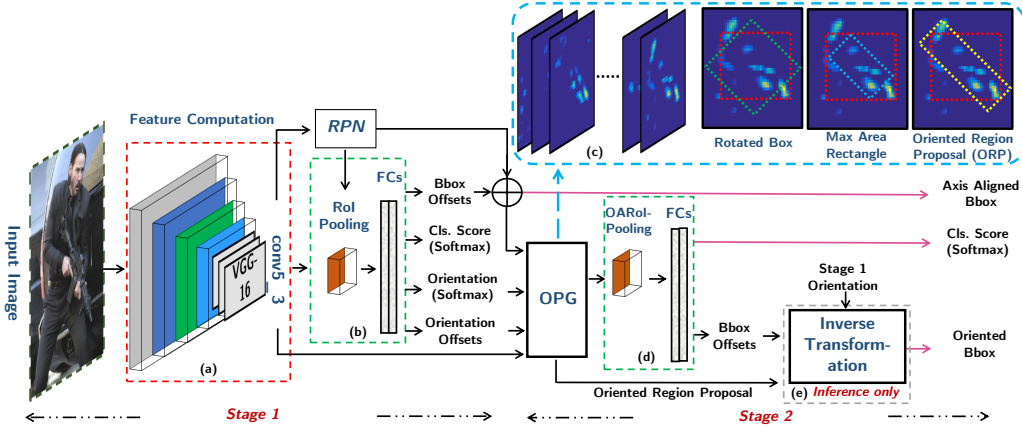 Input Image
Feature Computation
VGG-
16
conv5_3
(a)
RPN
RoI
Pooling
FCs
(b)
Bbox
Offsets
Cls. Score
(Softmax)
Orientation
(Softmax)
Orientation
Offsets
(c)
Rotated Box
Max Area
Rectangle
Oriented Region
Proposal (ORP)
OPG
OARoI-
Pooling
FCs
(d)
Bbox
Offsets
Oriented Region Proposal
Stage 1
Orientation
Inverse
Transform-
ation
(e)
Inference only
Axis Aligned
Bbox
Cls. Score
(Softmax)
Oriented
Bbox
Stage 1
Stage 2